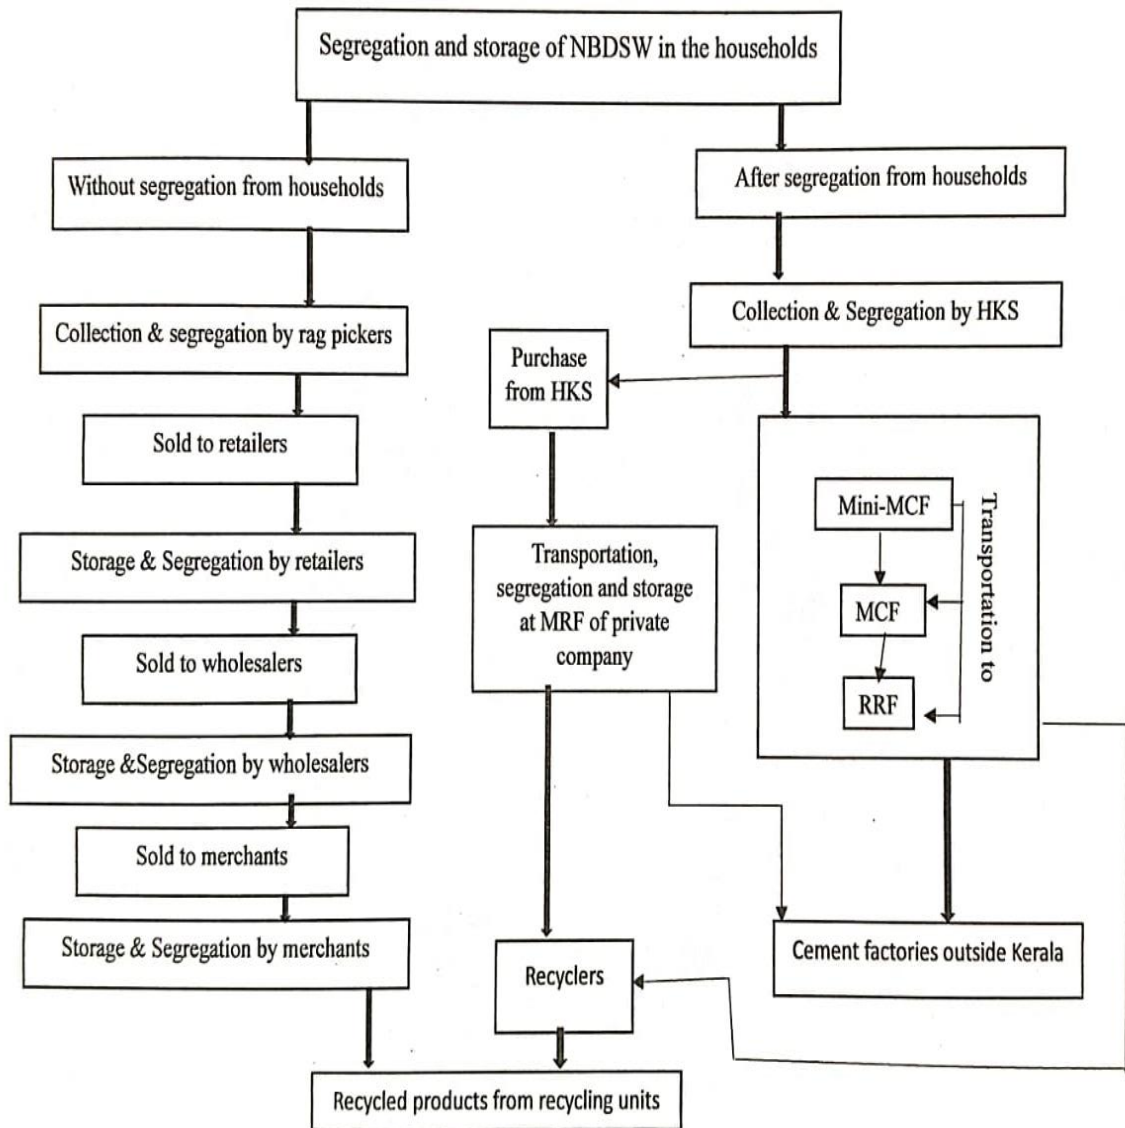 Segregation and storage of NBDSW in the households
Without segregation from households
After segregation from households
Collection & segregation by rag pickers
Collection & Segregation by HKS
Purchase
from HKS
Sold to retailers
Mini-MCF
MCF
RRF
Transportation to
Storage & Segregation by retailers
Transportation,
segregation and storage
at MRF of private
company
Sold to wholesalers
Storage &Segregation by wholesalers
Sold to merchants
Storage & Segregation by merchants
Recyclers
Cement factories outside Kerala
Recycled products from recycling units